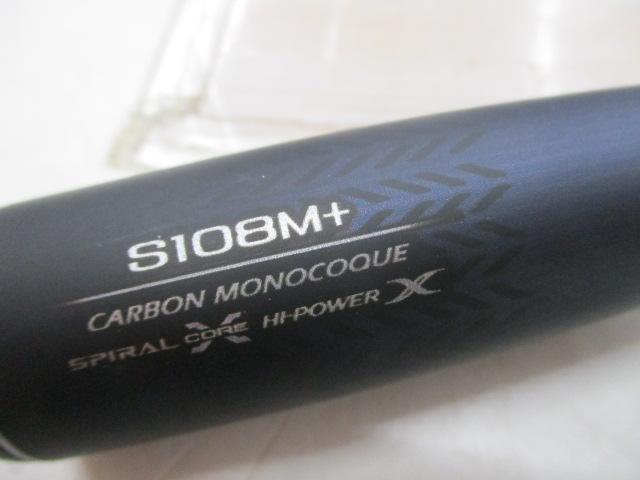 S108M+
CARBON MONOCOQUE
SPIRAL X CORE HI-POWER X